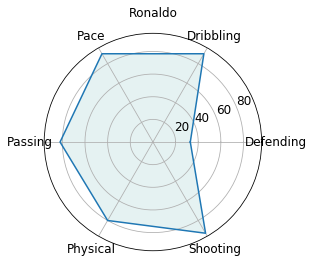 Ronaldo
Pace
Dribbling
80
60
40
20
Passing
Defending
Physical
Shooting